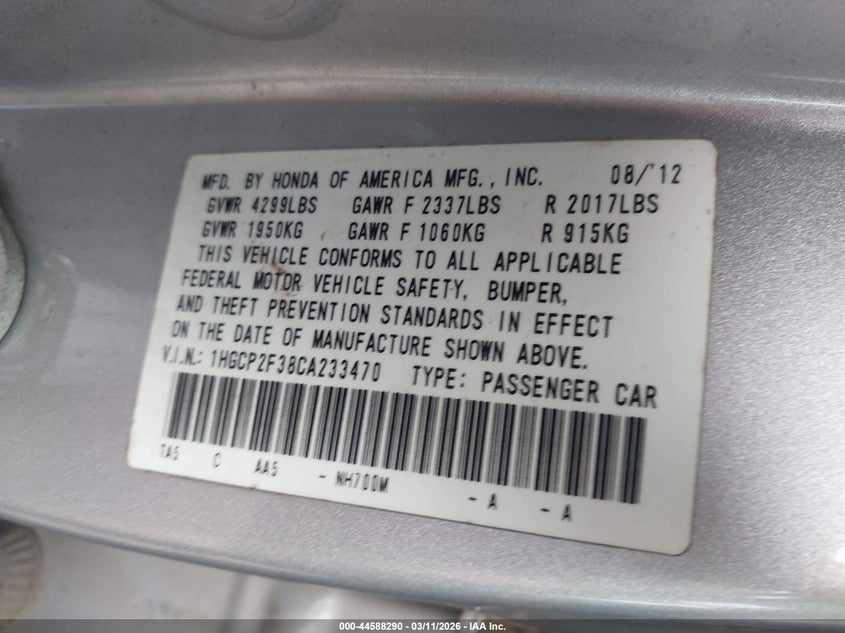 MFD. BY HONDA OF AMERICA MFG., INC. 08/'12
GVWR 4299LBS GAWR F 2337LBS R 2017LBS
GVWR 1950KG GAWR F 1060KG R 915KG
THIS VEHICLE CONFORMS TO ALL APPLICABLE
FEDERAL MOTOR VEHICLE SAFETY, BUMPER,
AND THEFT PREVENTION STANDARDS IN EFFECT
ON THE DATE OF MANUFACTURE SHOWN ABOVE.
V.I.N.: 1HGCP2F38CA233470 TYPE: PASSENGER CAR
TA5 C AA5 - NH700M - A - A
000-44588290 - 03/11/2026 - IAA Inc.